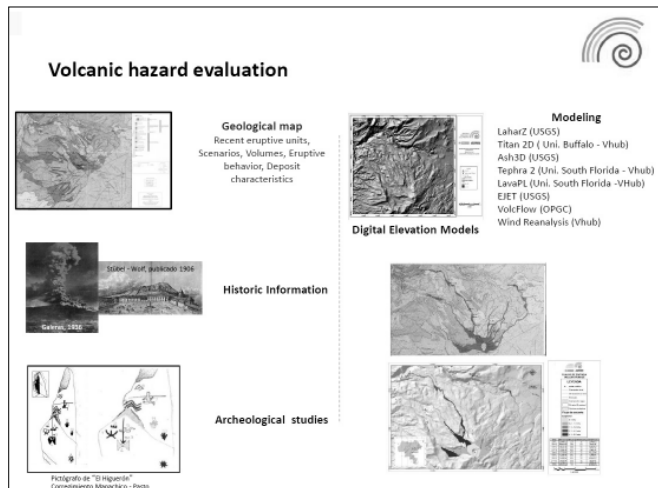 Volcanic hazard evaluation
Geological map
Recent eruptive units,
Scenarios, Volumes, Eruptive
behavior, Deposit
characteristics
Stübel - Wolf, publicado 1906
Galeras, 1936
Historic Information
Archeological studies
Pictógrafo de "El Higuerón"
Corregimiento Mapachico - Pasto
Digital Elevation Models
Modeling
LaharZ (USGS)
Titan 2D ( Uni. Buffalo - Vhub)
Ash3D (USGS)
Tephra 2 (Uni. South Florida - Vhub)
LavaPL (Uni. South Florida -VHub)
EJET (USGS)
VolcFlow (OPGC)
Wind Reanalysis (Vhub)
LEYENDA